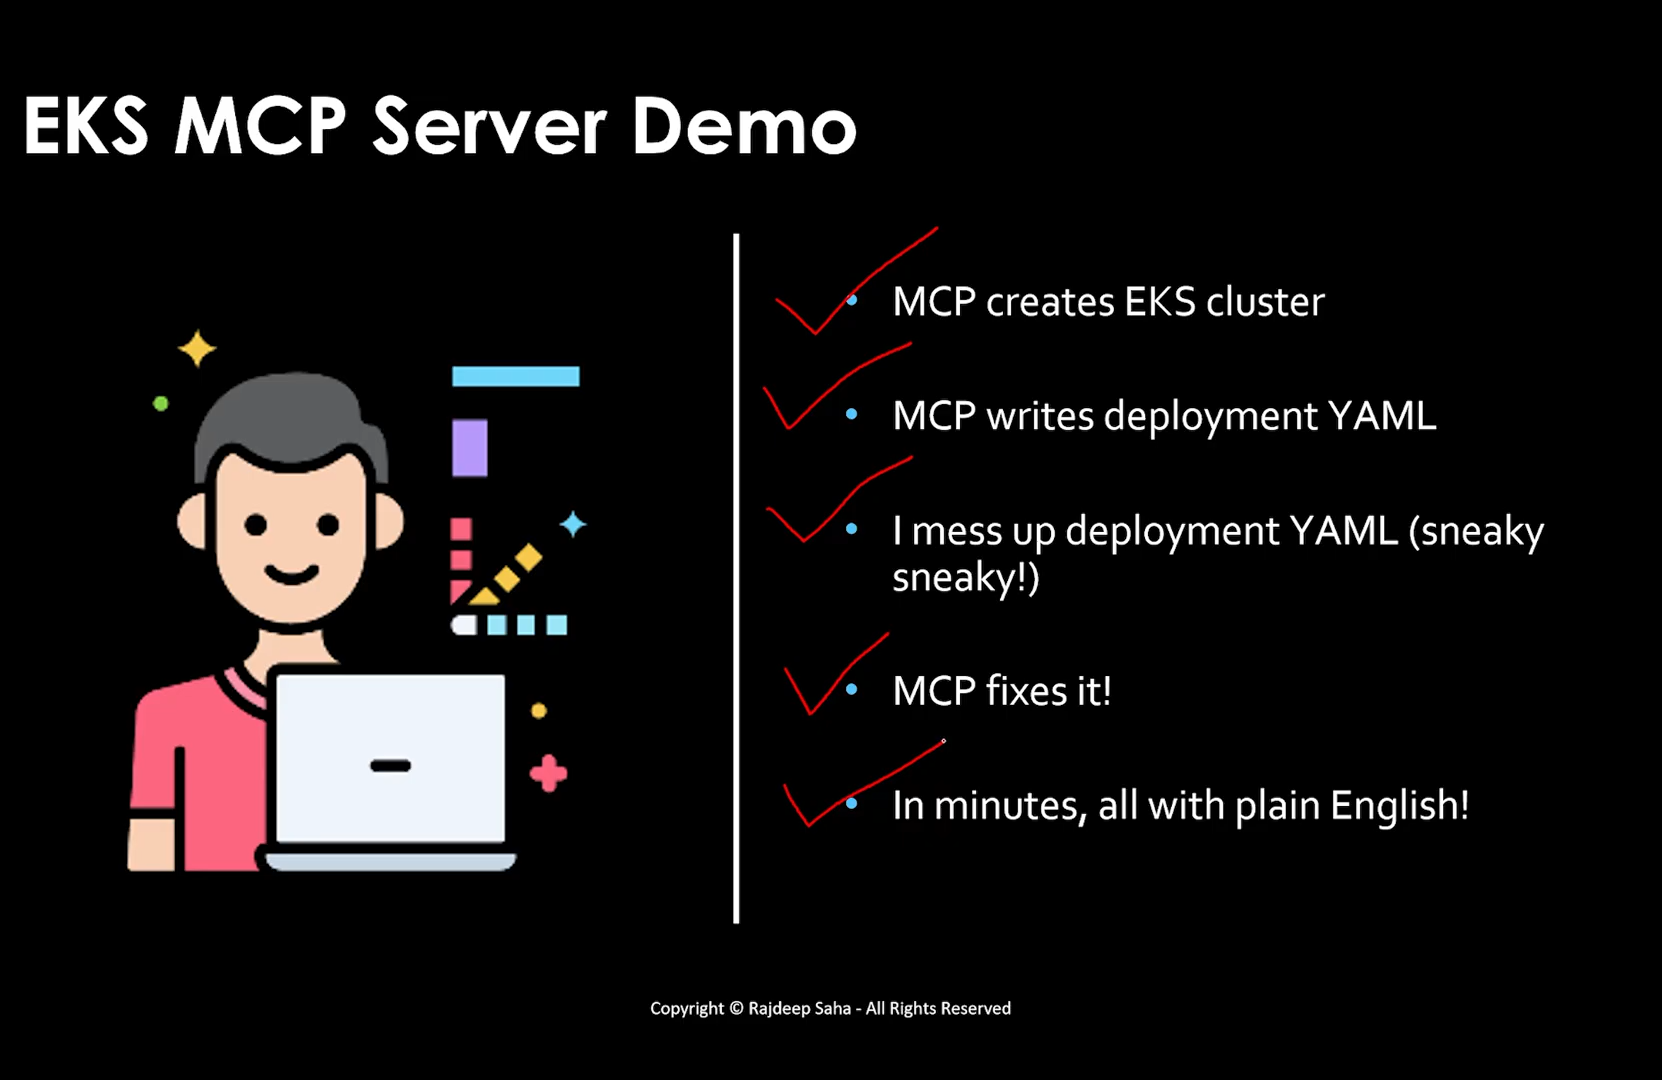 EKS MCP Server Demo
• MCP creates EKS cluster
• MCP writes deployment YAML
• I mess up deployment YAML (sneaky
sneaky!)
• MCP fixes it!
• In minutes, all with plain English!
Copyright © Rajdeep Saha - All Rights Reserved